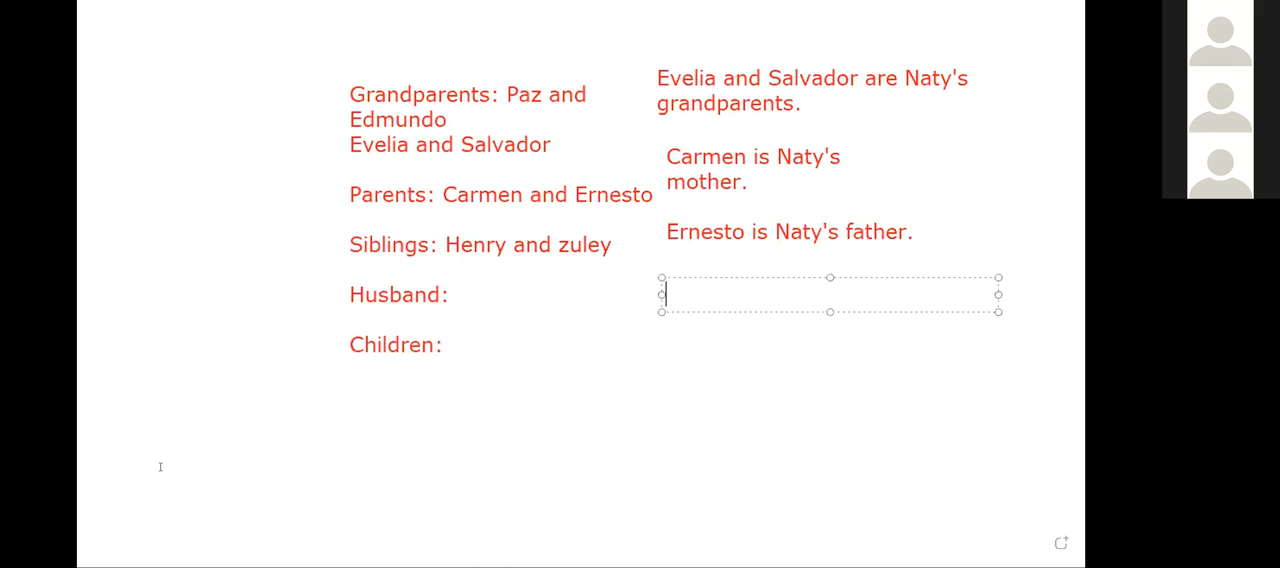 Grandparents: Paz and
Edmundo
Evelia and Salvador
Parents: Carmen and Ernesto
Siblings: Henry and zuley
Husband:
Children:
Evelia and Salvador are Naty's
grandparents.
Carmen is Naty's
mother.
Ernesto is Naty's father.